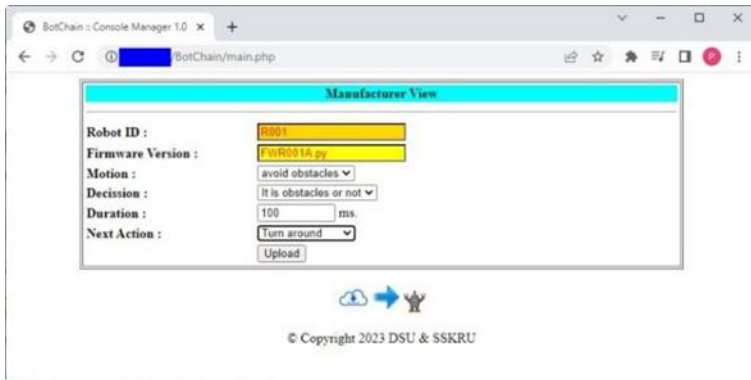 BotChain :: Console Manager 1.0
/BotChain/main.php
P
Manufacturer View
Robot ID : R001
Firmware Version : FWR001A.py
Motion : avoid obstacles
Decission : It is obstacles or not
Duration : 100 ms.
Next Action : Turn around
Upload
© Copyright 2023 DSU & SSKRU